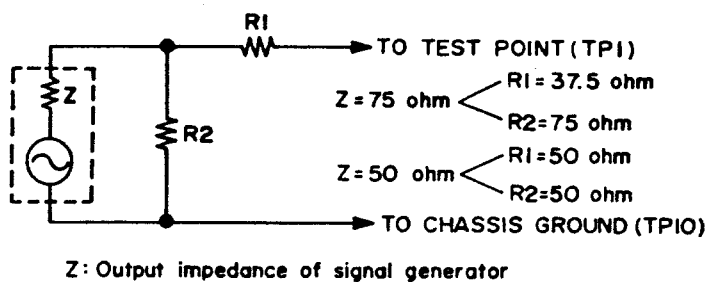 R1
TO TEST POINT (TP1)
Z
R2
Z=75 ohm
R1=37.5 ohm
R2=75 ohm
Z=50 ohm
R1=50 ohm
R2=50 ohm
TO CHASSIS GROUND (TP10)
Z: Output impedance of signal generator